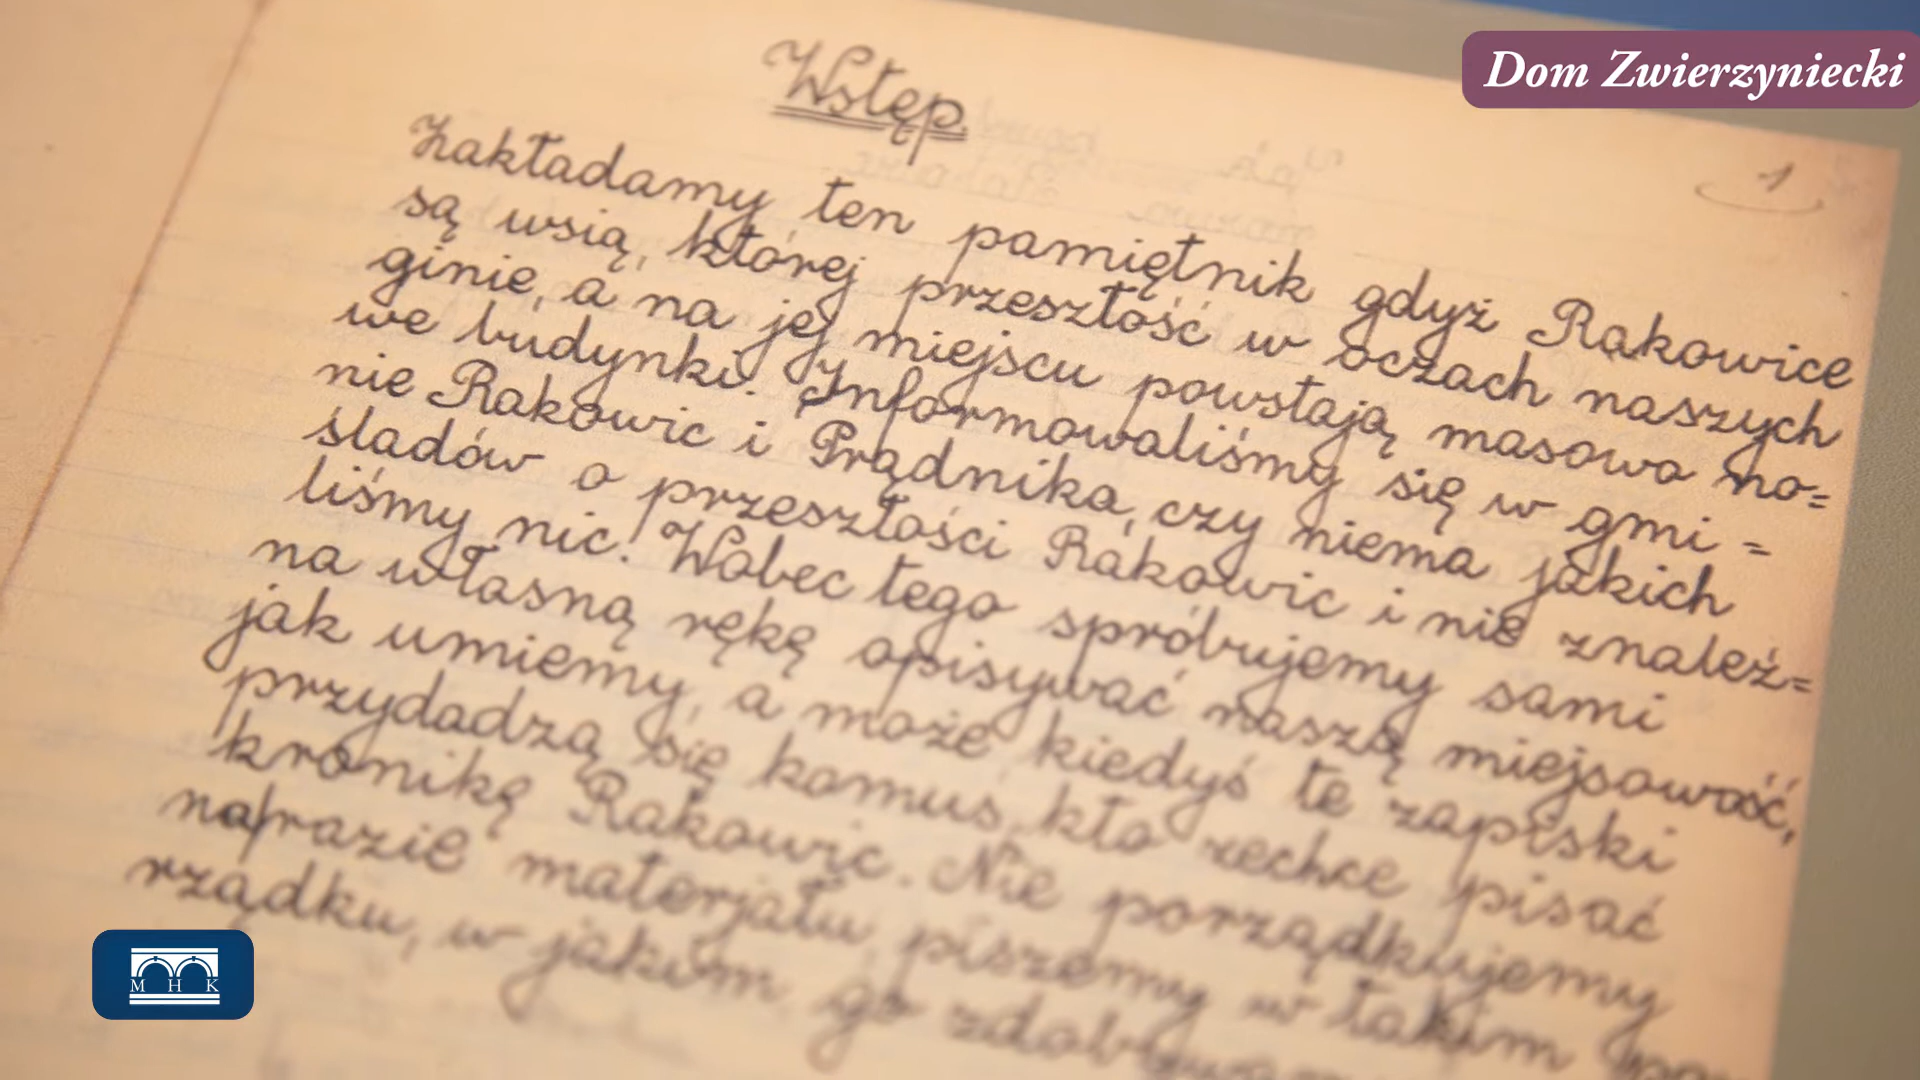 Dom Zwierzyniecki
1
Wstęp.
Zakładamy ten pamiętnik gdyż Rakowice
są wsią, której przeszłość w oczach naszych
ginie, a na jej miejscu powstają masowo no=
we budynki. Informowaliśmy się w gmi=
nie Rakowic i Prądnika, czy niema jakich
śladów o przeszłości Rakowic i nie znaleź=
liśmy nic. Wobec tego spróbujemy sami
na własną rękę opisywać naszą miejsowość,
jak umiemy, a może kiedyś te zapiski
przydadzą się komuś, kto zechce pisać
kronikę Rakowic. Nie porządkujemy
na/razie materjału, piszemy w takim
rządku, w jakim go
MHK